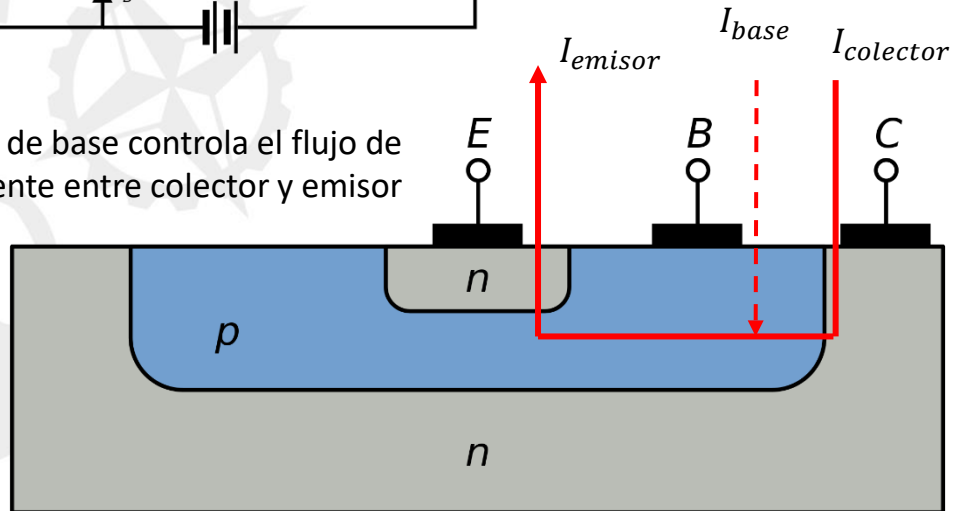 I_emisor
I_base
I_colector
de base controla el flujo de
ente entre colector y emisor
E
B
C
n
p
n